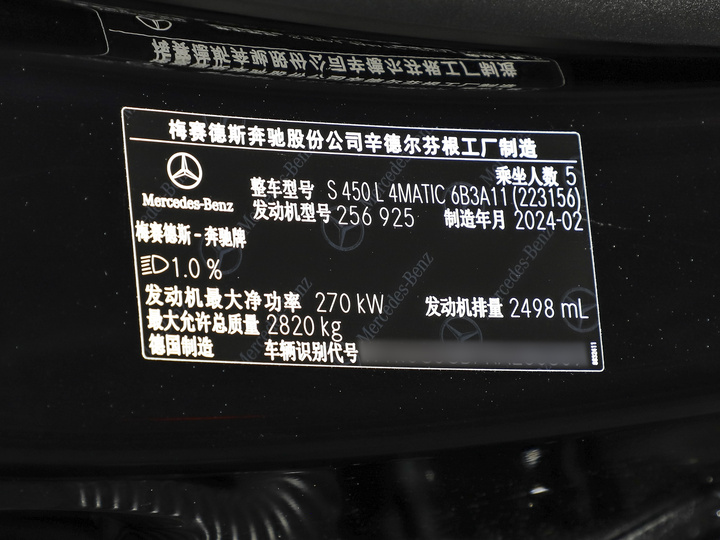 梅赛德斯奔驰股份公司辛德尔芬根工厂制造
乘坐人数 5
Mercedes-Benz
整车型号 S 450 L 4MATIC 6B3A11 (223156)
发动机型号 256 925 制造年月 2024-02
梅赛德斯－奔驰牌
1.0 %
发动机最大净功率 270 kW 发动机排量 2498 mL
最大允许总质量 2820 kg
德国制造 车辆识别代号